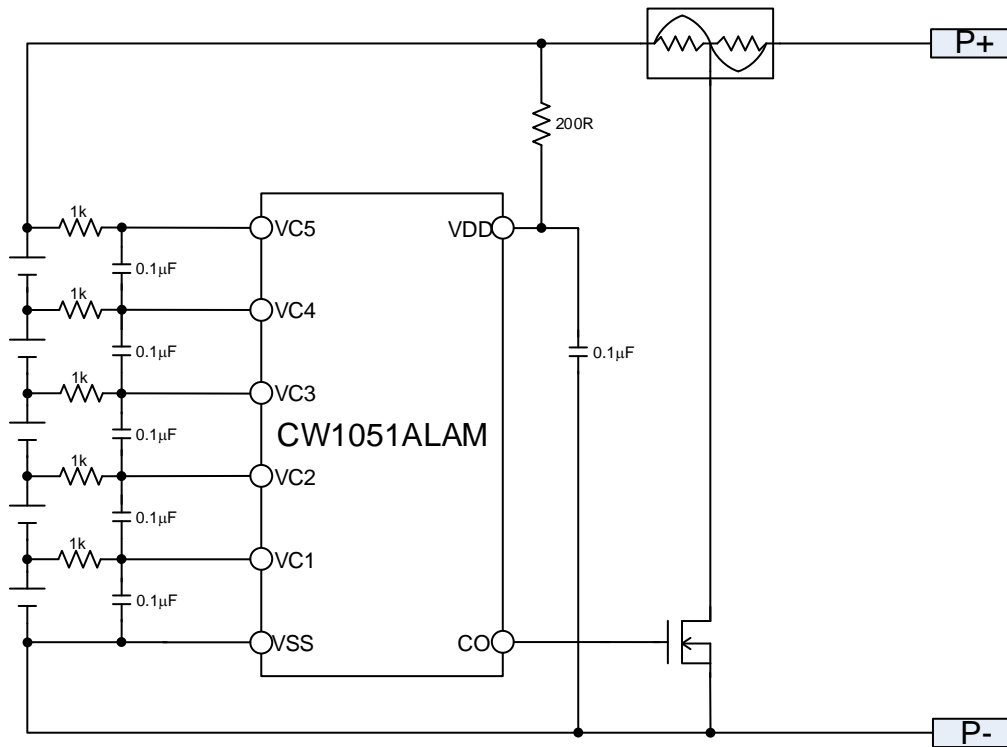 P+
200R
1k
VC5
VDD
0.1µF
1k
VC4
0.1µF
0.1µF
1k
VC3
CW1051ALAM
0.1µF
1k
VC2
0.1µF
1k
VC1
0.1µF
VSS
CO
P-